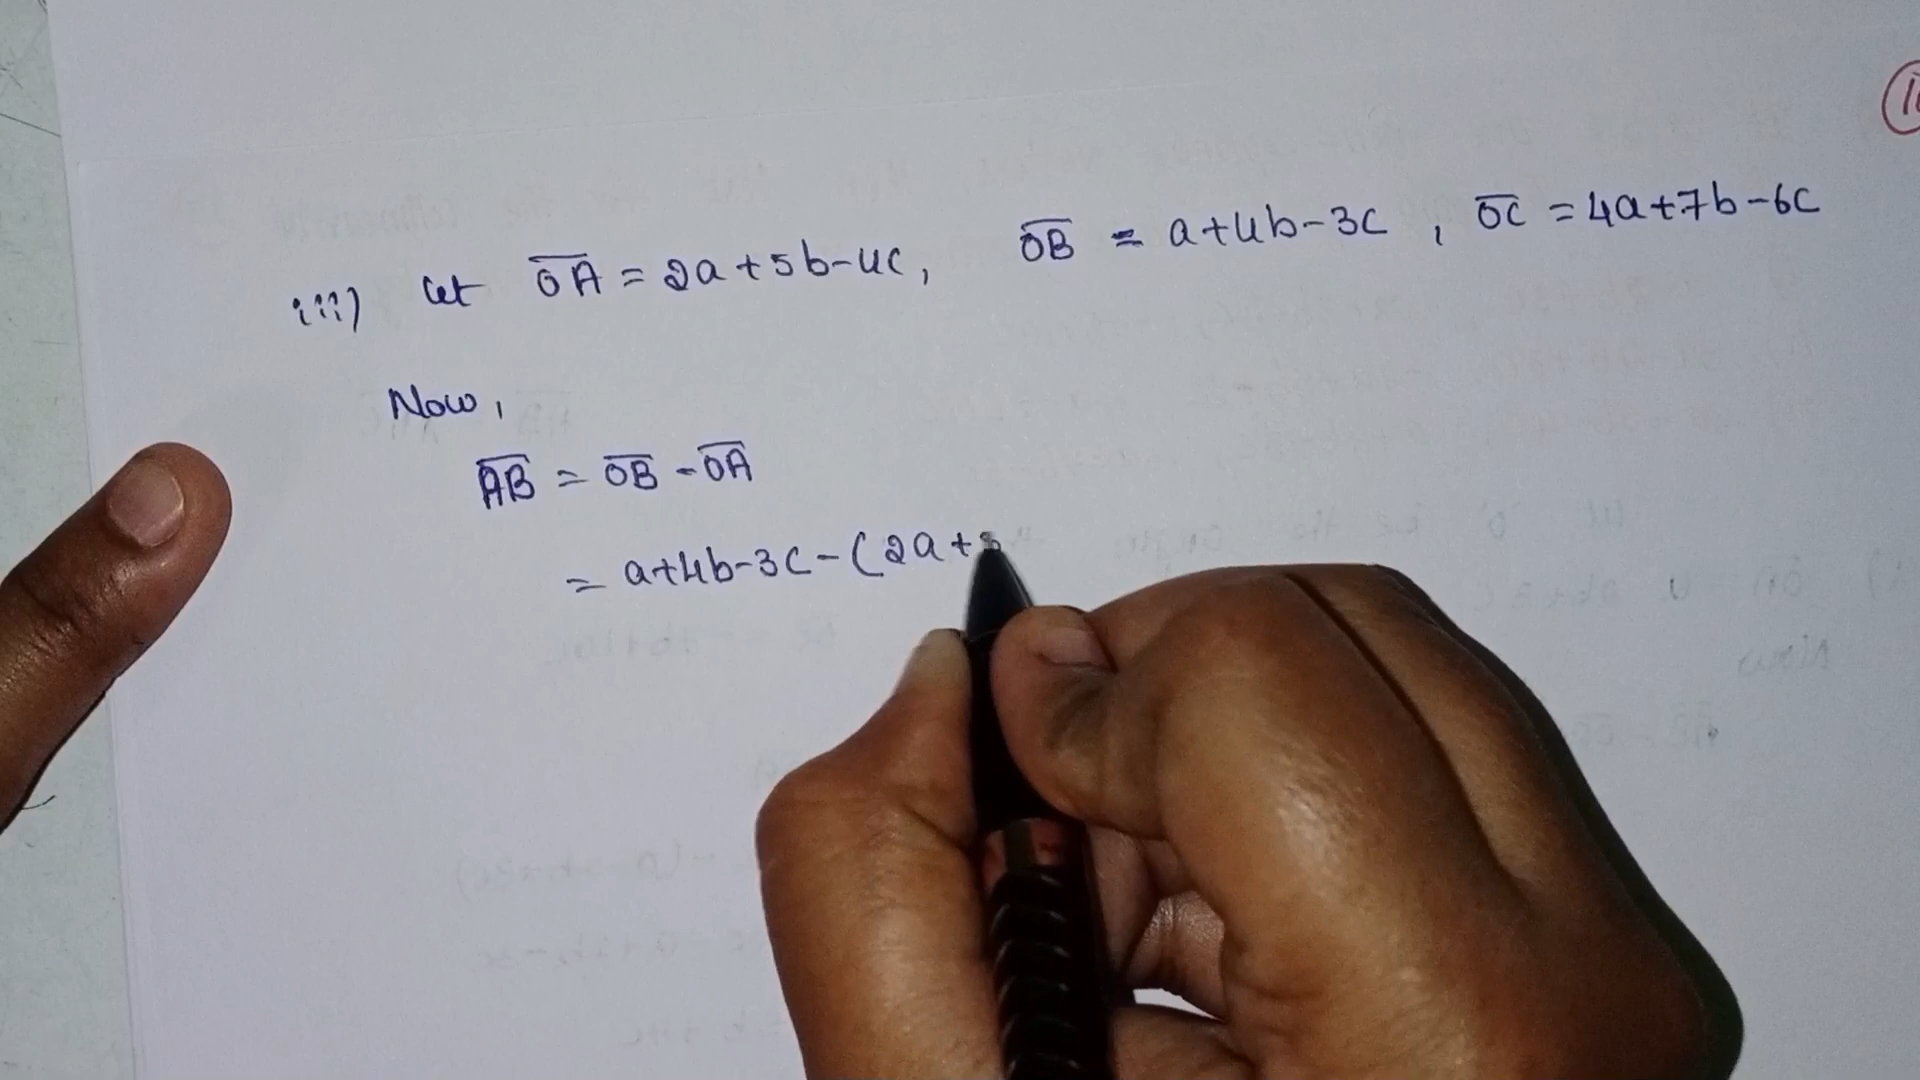 iii) let OA = 2a+5b-4c, OB = a+4b-3c, OC = 4a+7b-6c
Now,
AB = OB - OA
= a+4b-3c-(2a+5